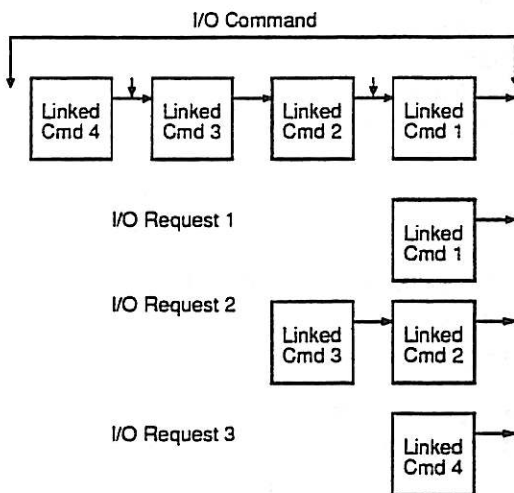 I/O Command
Linked
Cmd 4
Linked
Cmd 3
Linked
Cmd 2
Linked
Cmd 1
I/O Request 1
Linked
Cmd 1
I/O Request 2
Linked
Cmd 3
Linked
Cmd 2
I/O Request 3
Linked
Cmd 4